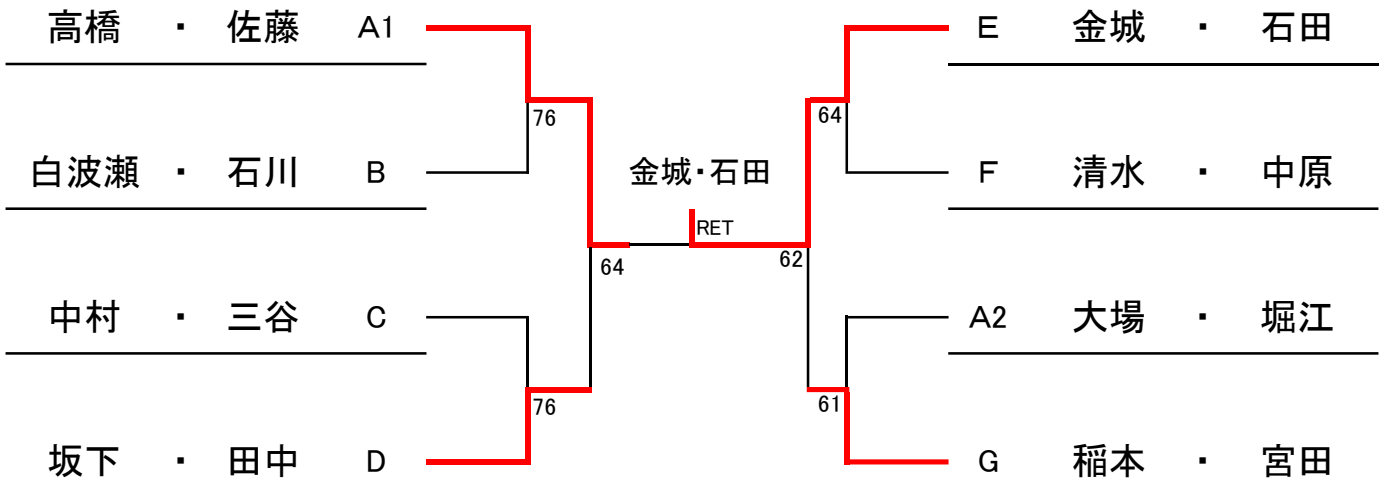 高橋 ・ 佐藤 A1
E 金城 ・ 石田
76
64
白波瀬 ・ 石川 B
金城・石田
F 清水 ・ 中原
RET
64
62
中村 ・ 三谷 C
A2 大場 ・ 堀江
76
61
坂下 ・ 田中 D
G 稲本 ・ 宮田